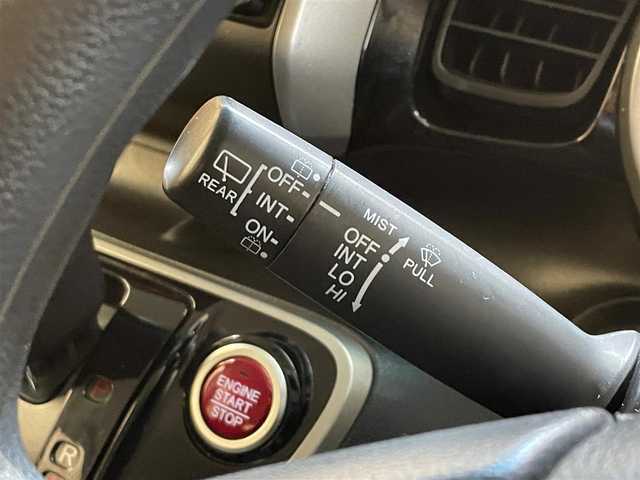 REAR
OFF
INT
ON
MIST
OFF
INT
LO
HI
PULL
ENGINE
START
STOP
R